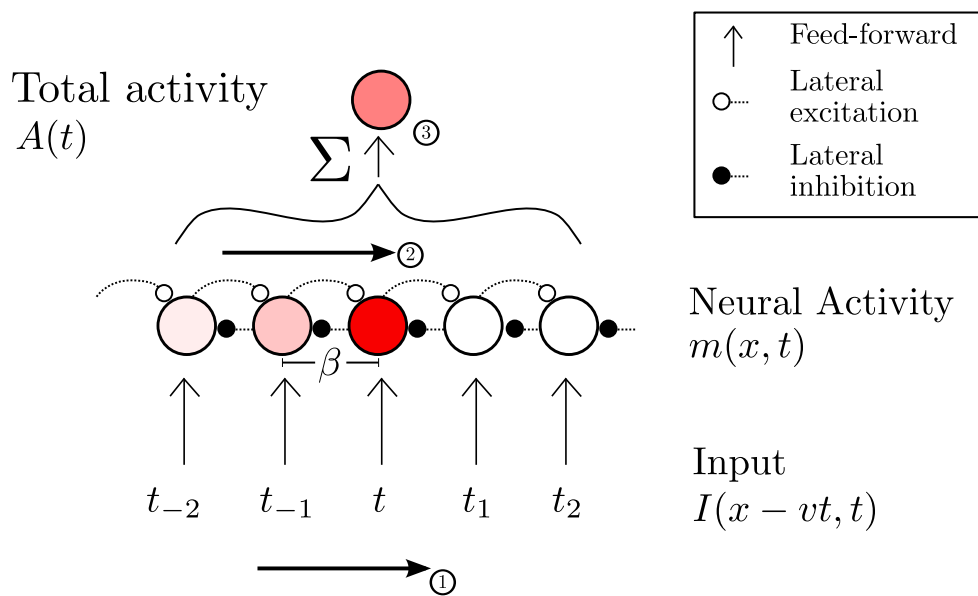 Total activity
A(t)
Σ
③
②
β
t₋₂ t₋₁ t t₁ t₂
①
Feed-forward
Lateral
excitation
Lateral
inhibition
Neural Activity
m(x, t)
Input
I(x − vt, t)